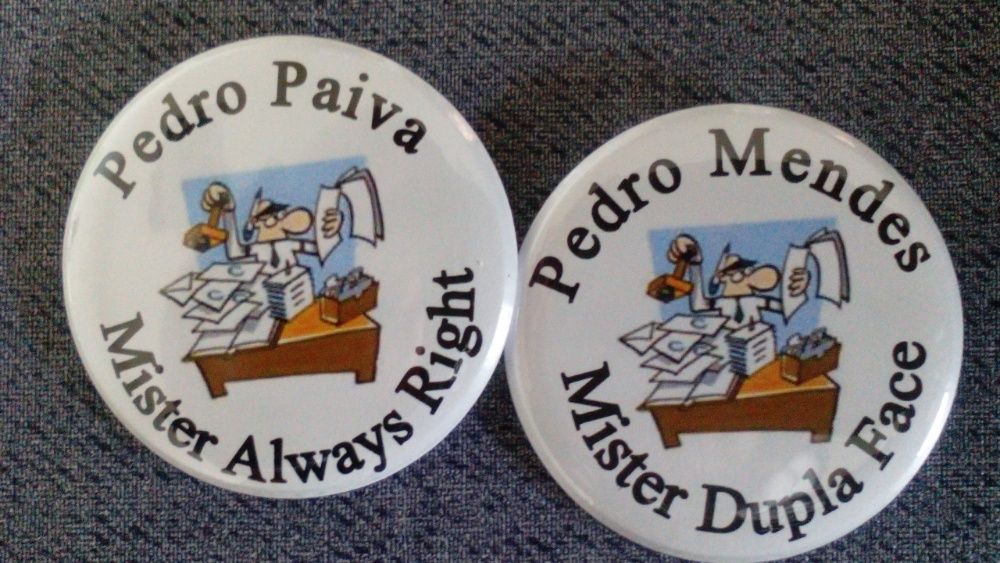 Pedro Paiva
Mister Always Right
Pedro Mendes
Mister Dupla Face